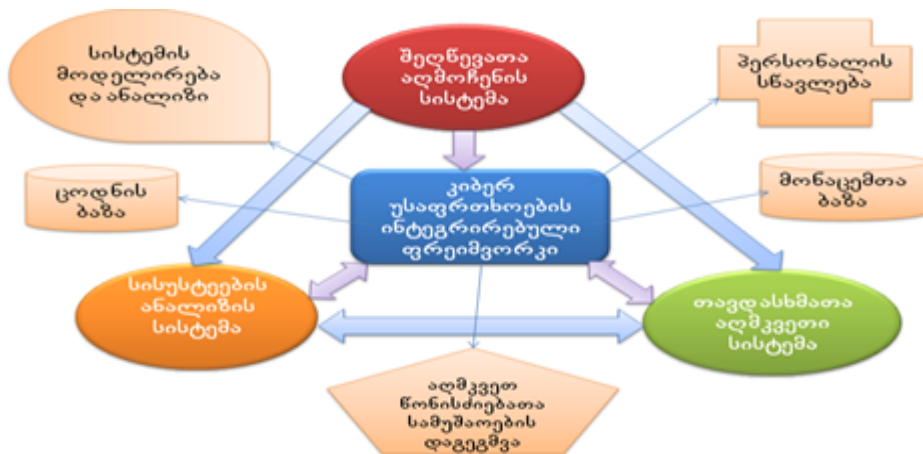 სისტემის
მოდელირება
და ანალიზი
შეღწევათა
აღმოჩენის
სისტემა
პერსონალის
სწავლება
ცოდნის
ბაზა
კიბერ
უსაფრთხოების
ინტეგრირებული
ფრეიმვორკი
მონაცემთა
ბაზა
სისუსტეების
ანალიზის
სისტემა
თავდასხმათა
აღმკვეთი
სისტემა
აღმკვეთ
წონისძიებათა
სამუშაოების
დაგეგმვა